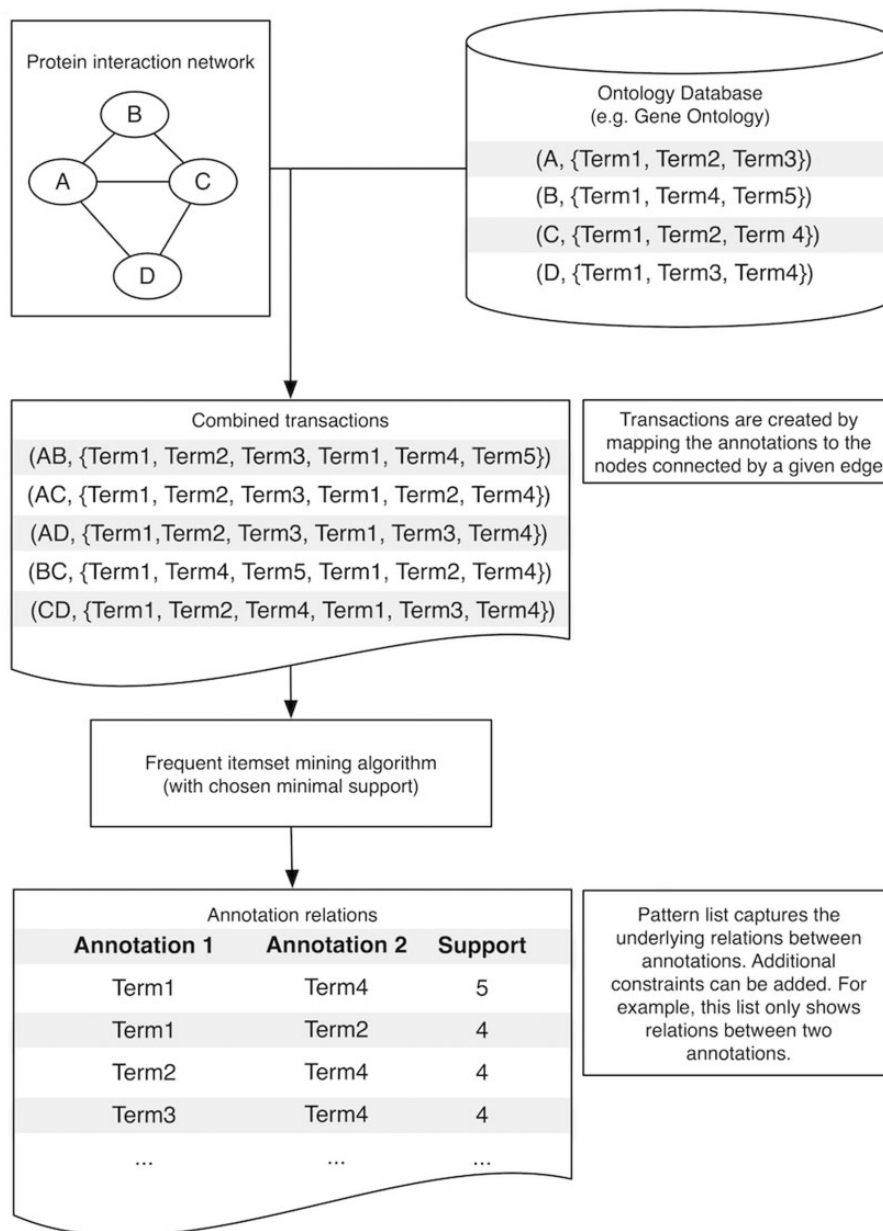 Protein interaction network
B
A
C
D
Ontology Database
(e.g. Gene Ontology)
(A, {Term1, Term2, Term3})
(B, {Term1, Term4, Term5})
(C, {Term1, Term2, Term 4})
(D, {Term1, Term3, Term4})
Combined transactions
(AB, {Term1, Term2, Term3, Term1, Term4, Term5})
(AC, {Term1, Term2, Term3, Term1, Term2, Term4})
(AD, {Term1,Term2, Term3, Term1, Term3, Term4})
(BC, {Term1, Term4, Term5, Term1, Term2, Term4})
(CD, {Term1, Term2, Term4, Term1, Term3, Term4})
Transactions are created by
mapping the annotations to the
nodes connected by a given edge
Frequent itemset mining algorithm
(with chosen minimal support)
Annotation relations
Annotation 1 Annotation 2 Support
Term1 Term4 5
Term1 Term2 4
Term2 Term4 4
Term3 Term4 4
... ... ...
Pattern list captures the
underlying relations between
annotations. Additional
constraints can be added. For
example, this list only shows
relations between two
annotations.